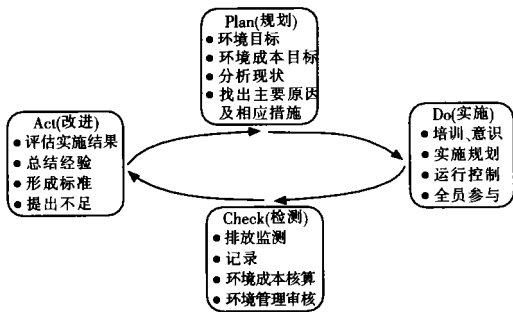 Plan(规划)
● 环境目标
● 环境成本目标
● 分析现状
● 找出主要原因
及相应措施
Act(改进)
● 评估实施结果
● 总结经验
● 形成标准
● 提出不足
Do(实施)
● 培训、意识
● 实施规划
● 运行控制
● 全员参与
Check(检测)
● 排放监测
● 记录
● 环境成本核算
● 环境管理审核